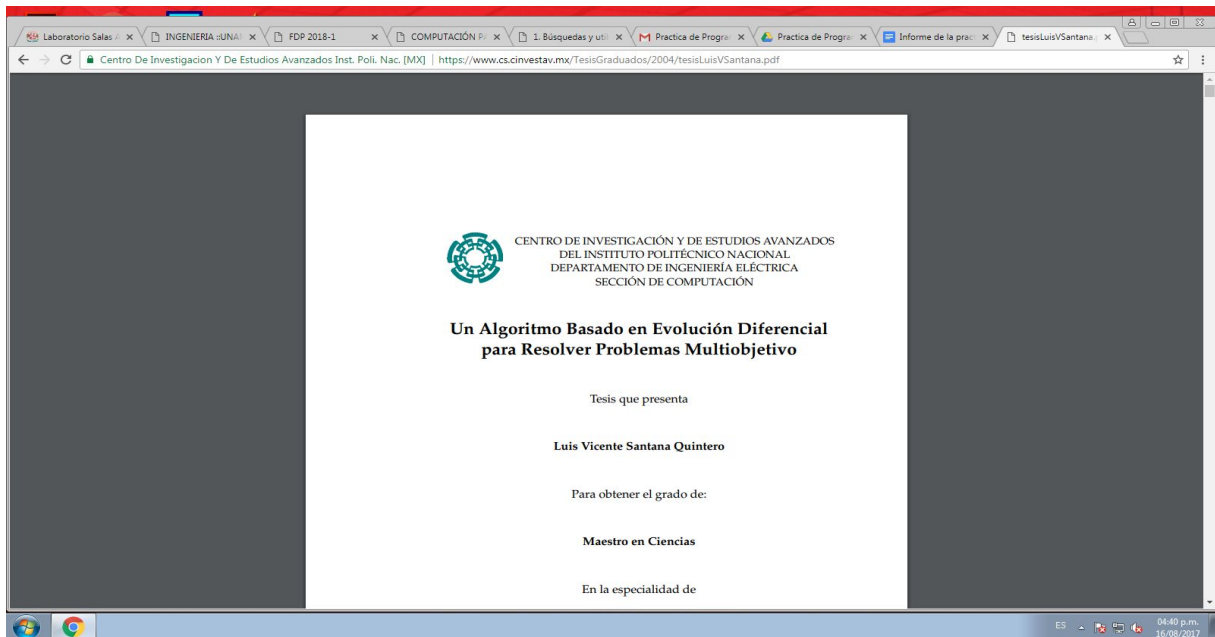 Laboratorio Salas A
INGENIERIA ::UNAM
FDP 2018-1
COMPUTACIÓN PA
1. Búsquedas y util
Practica de Progra
Practica de Progra
Informe de la pract
tesisLuisVSantana.p
Centro De Investigacion Y De Estudios Avanzados Inst. Poli. Nac. [MX] | https://www.cs.cinvestav.mx/TesisGraduados/2004/tesisLuisVSantana.pdf
CENTRO DE INVESTIGACIÓN Y DE ESTUDIOS AVANZADOS
DEL INSTITUTO POLITÉCNICO NACIONAL
DEPARTAMENTO DE INGENIERÍA ELÉCTRICA
SECCIÓN DE COMPUTACIÓN
Un Algoritmo Basado en Evolución Diferencial
para Resolver Problemas Multiobjetivo
Tesis que presenta
Luis Vicente Santana Quintero
Para obtener el grado de:
Maestro en Ciencias
En la especialidad de
ES
04:40 p.m.
16/08/2017